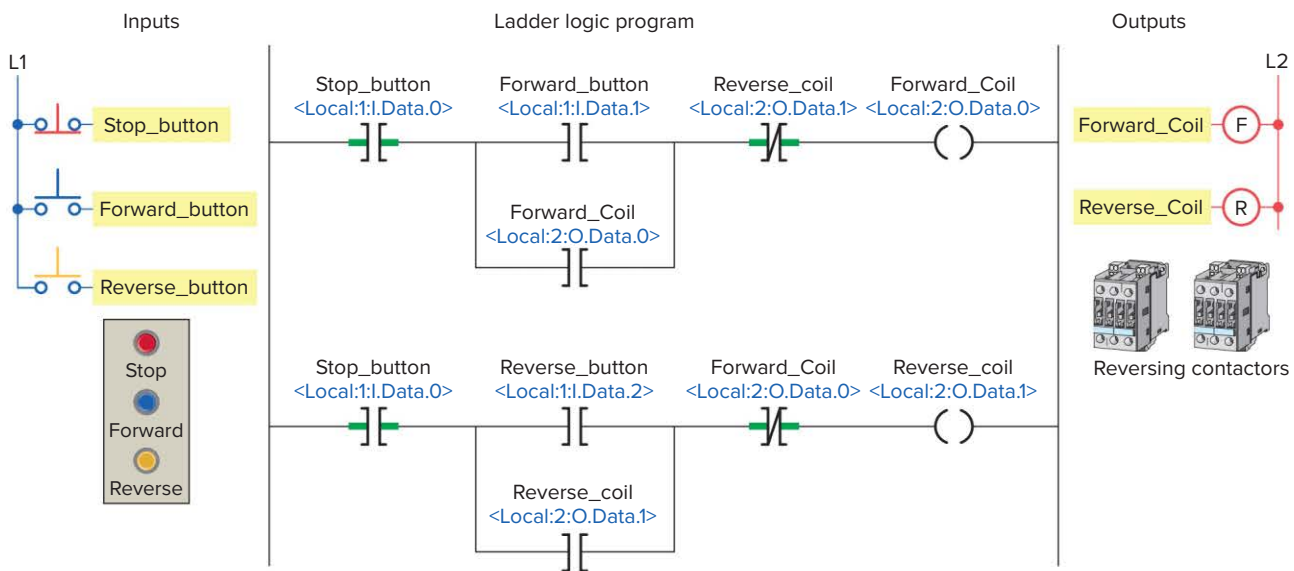 Inputs
Ladder logic program
Outputs
L1
L2
Stop_button
Forward_button
Reverse_button
Stop
Forward
Reverse
Stop_button
<Local:1:I.Data.0>
Forward_button
<Local:1:I.Data.1>
Reverse_coil
<Local:2:O.Data.1>
Forward_Coil
<Local:2:O.Data.0>
Forward_Coil
<Local:2:O.Data.0>
Stop_button
<Local:1:I.Data.0>
Reverse_button
<Local:1:I.Data.2>
Forward_Coil
<Local:2:O.Data.0>
Reverse_coil
<Local:2:O.Data.1>
Reverse_coil
<Local:2:O.Data.1>
Forward_Coil
F
Reverse_Coil
R
Reversing contactors